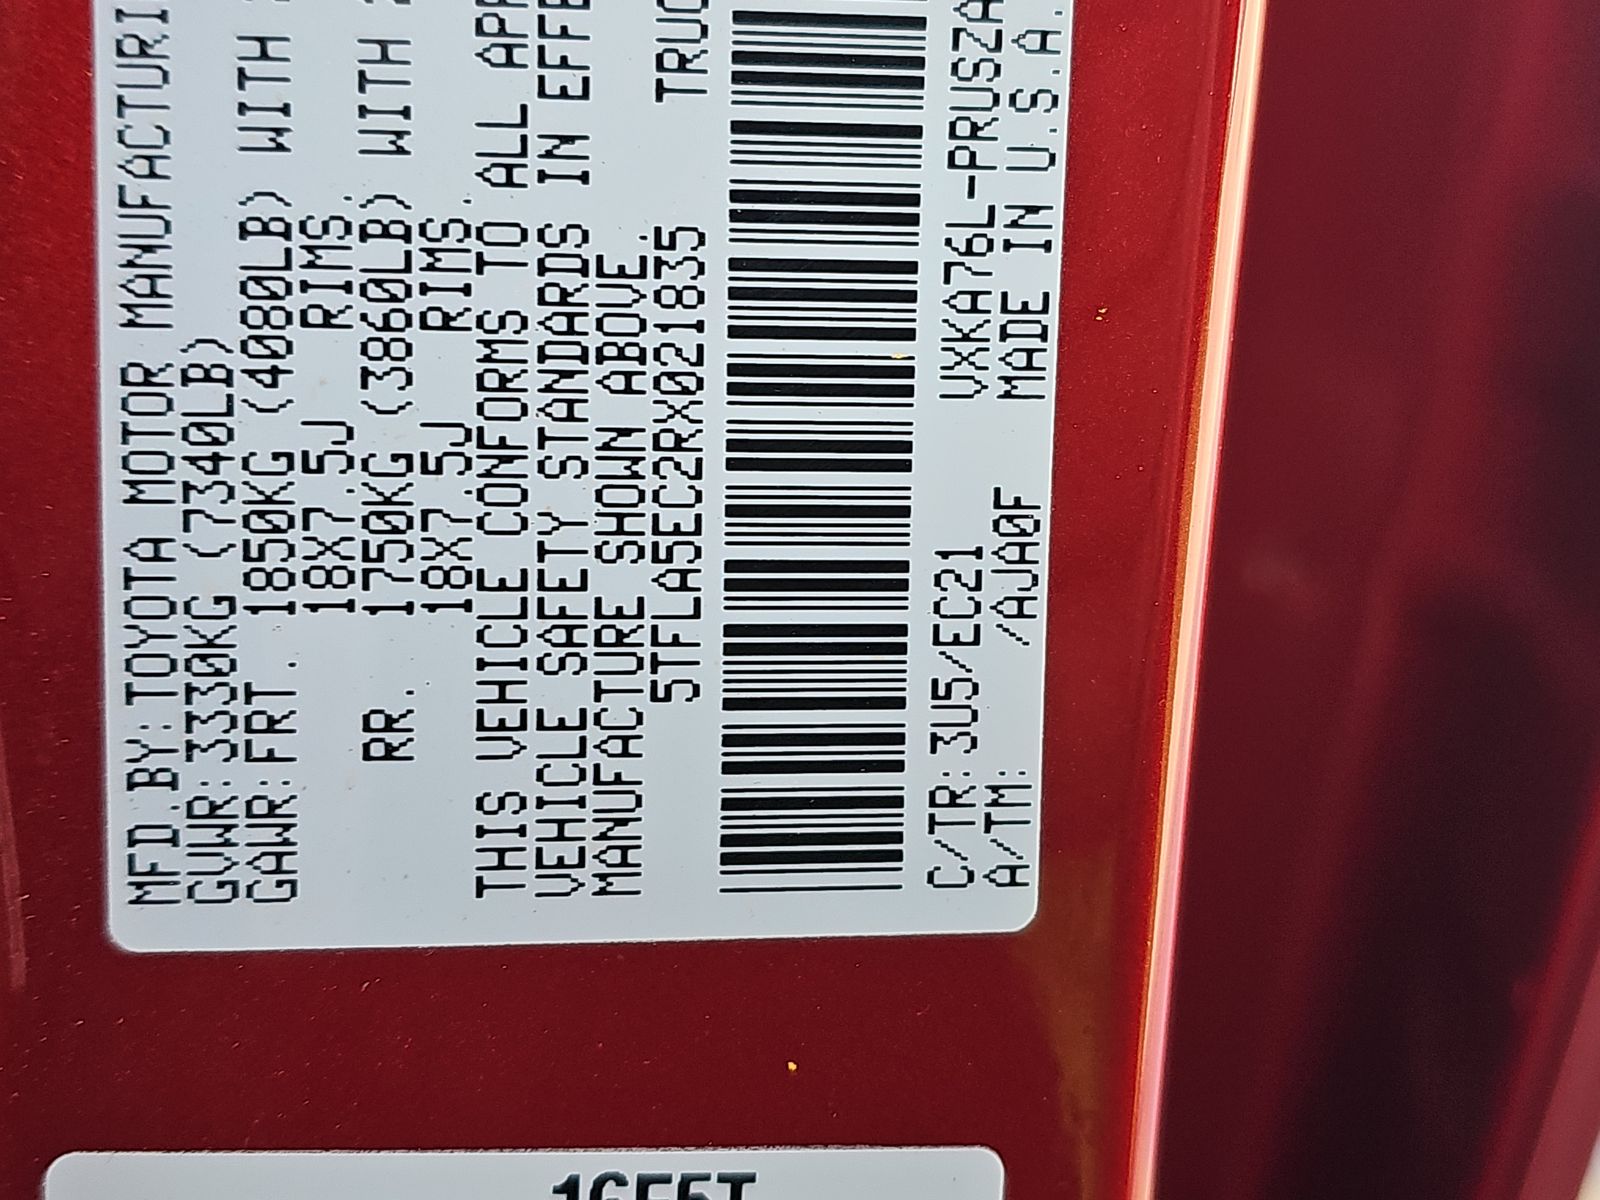 MFD.BY:TOYOTA MOTOR MANUFACTURI
GVWR:3330KG (7340LB)
GAWR:FRT. 1850KG (4080LB) WITH
18X7.5J RIMS.
RR. 1750KG (3860LB) WITH
18X7.5J RIMS.
THIS VEHICLE CONFORMS TO ALL APP
VEHICLE SAFETY STANDARDS IN EFFE
MANUFACTURE SHOWN ABOVE.
5TFLA5EC2RX021835 TRUC
C/TR:3U5/EC21 VXKA76L-PRUSZA
A/TM: /AJA0F MADE IN U.S.A.
16E5T